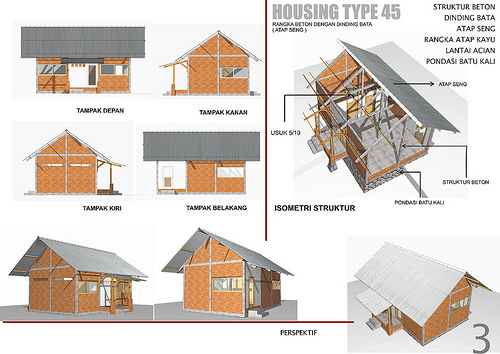 HOUSING TYPE 45
RANGKA BETON DENGAN DINDING BATA
( ATAP SENG )
STRUKTUR BETON
DINDING BATA
ATAP SENG
RANGKA ATAP KAYU
LANTAI ACIAN
PONDASI BATU KALI
TAMPAK DEPAN
TAMPAK KANAN
TAMPAK KIRI
TAMPAK BELAKANG
ATAP SENG
USUK 5/10
STRUKTUR BETON
PONDASI BATU KALI
ISOMETRI STRUKTUR
PERSPEKTIF
3